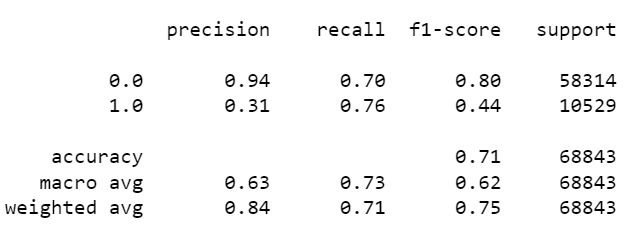 precision recall f1-score support
0.0 0.94 0.70 0.80 58314
1.0 0.31 0.76 0.44 10529
accuracy 0.71 68843
macro avg 0.63 0.73 0.62 68843
weighted avg 0.84 0.71 0.75 68843